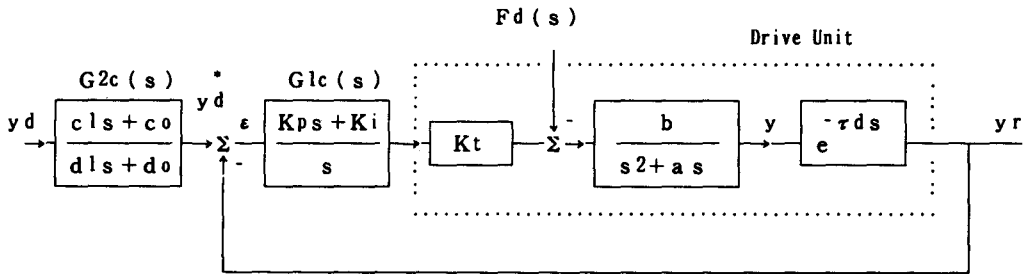 Fd(s)
Drive Unit
G2c(s)
*
yd
G1c(s)
yd
c1s+co
d1s+do
Σ
-
ε
Kps+Ki
s
Kt
Σ
-
b
s2+as
y
e -τds
yr